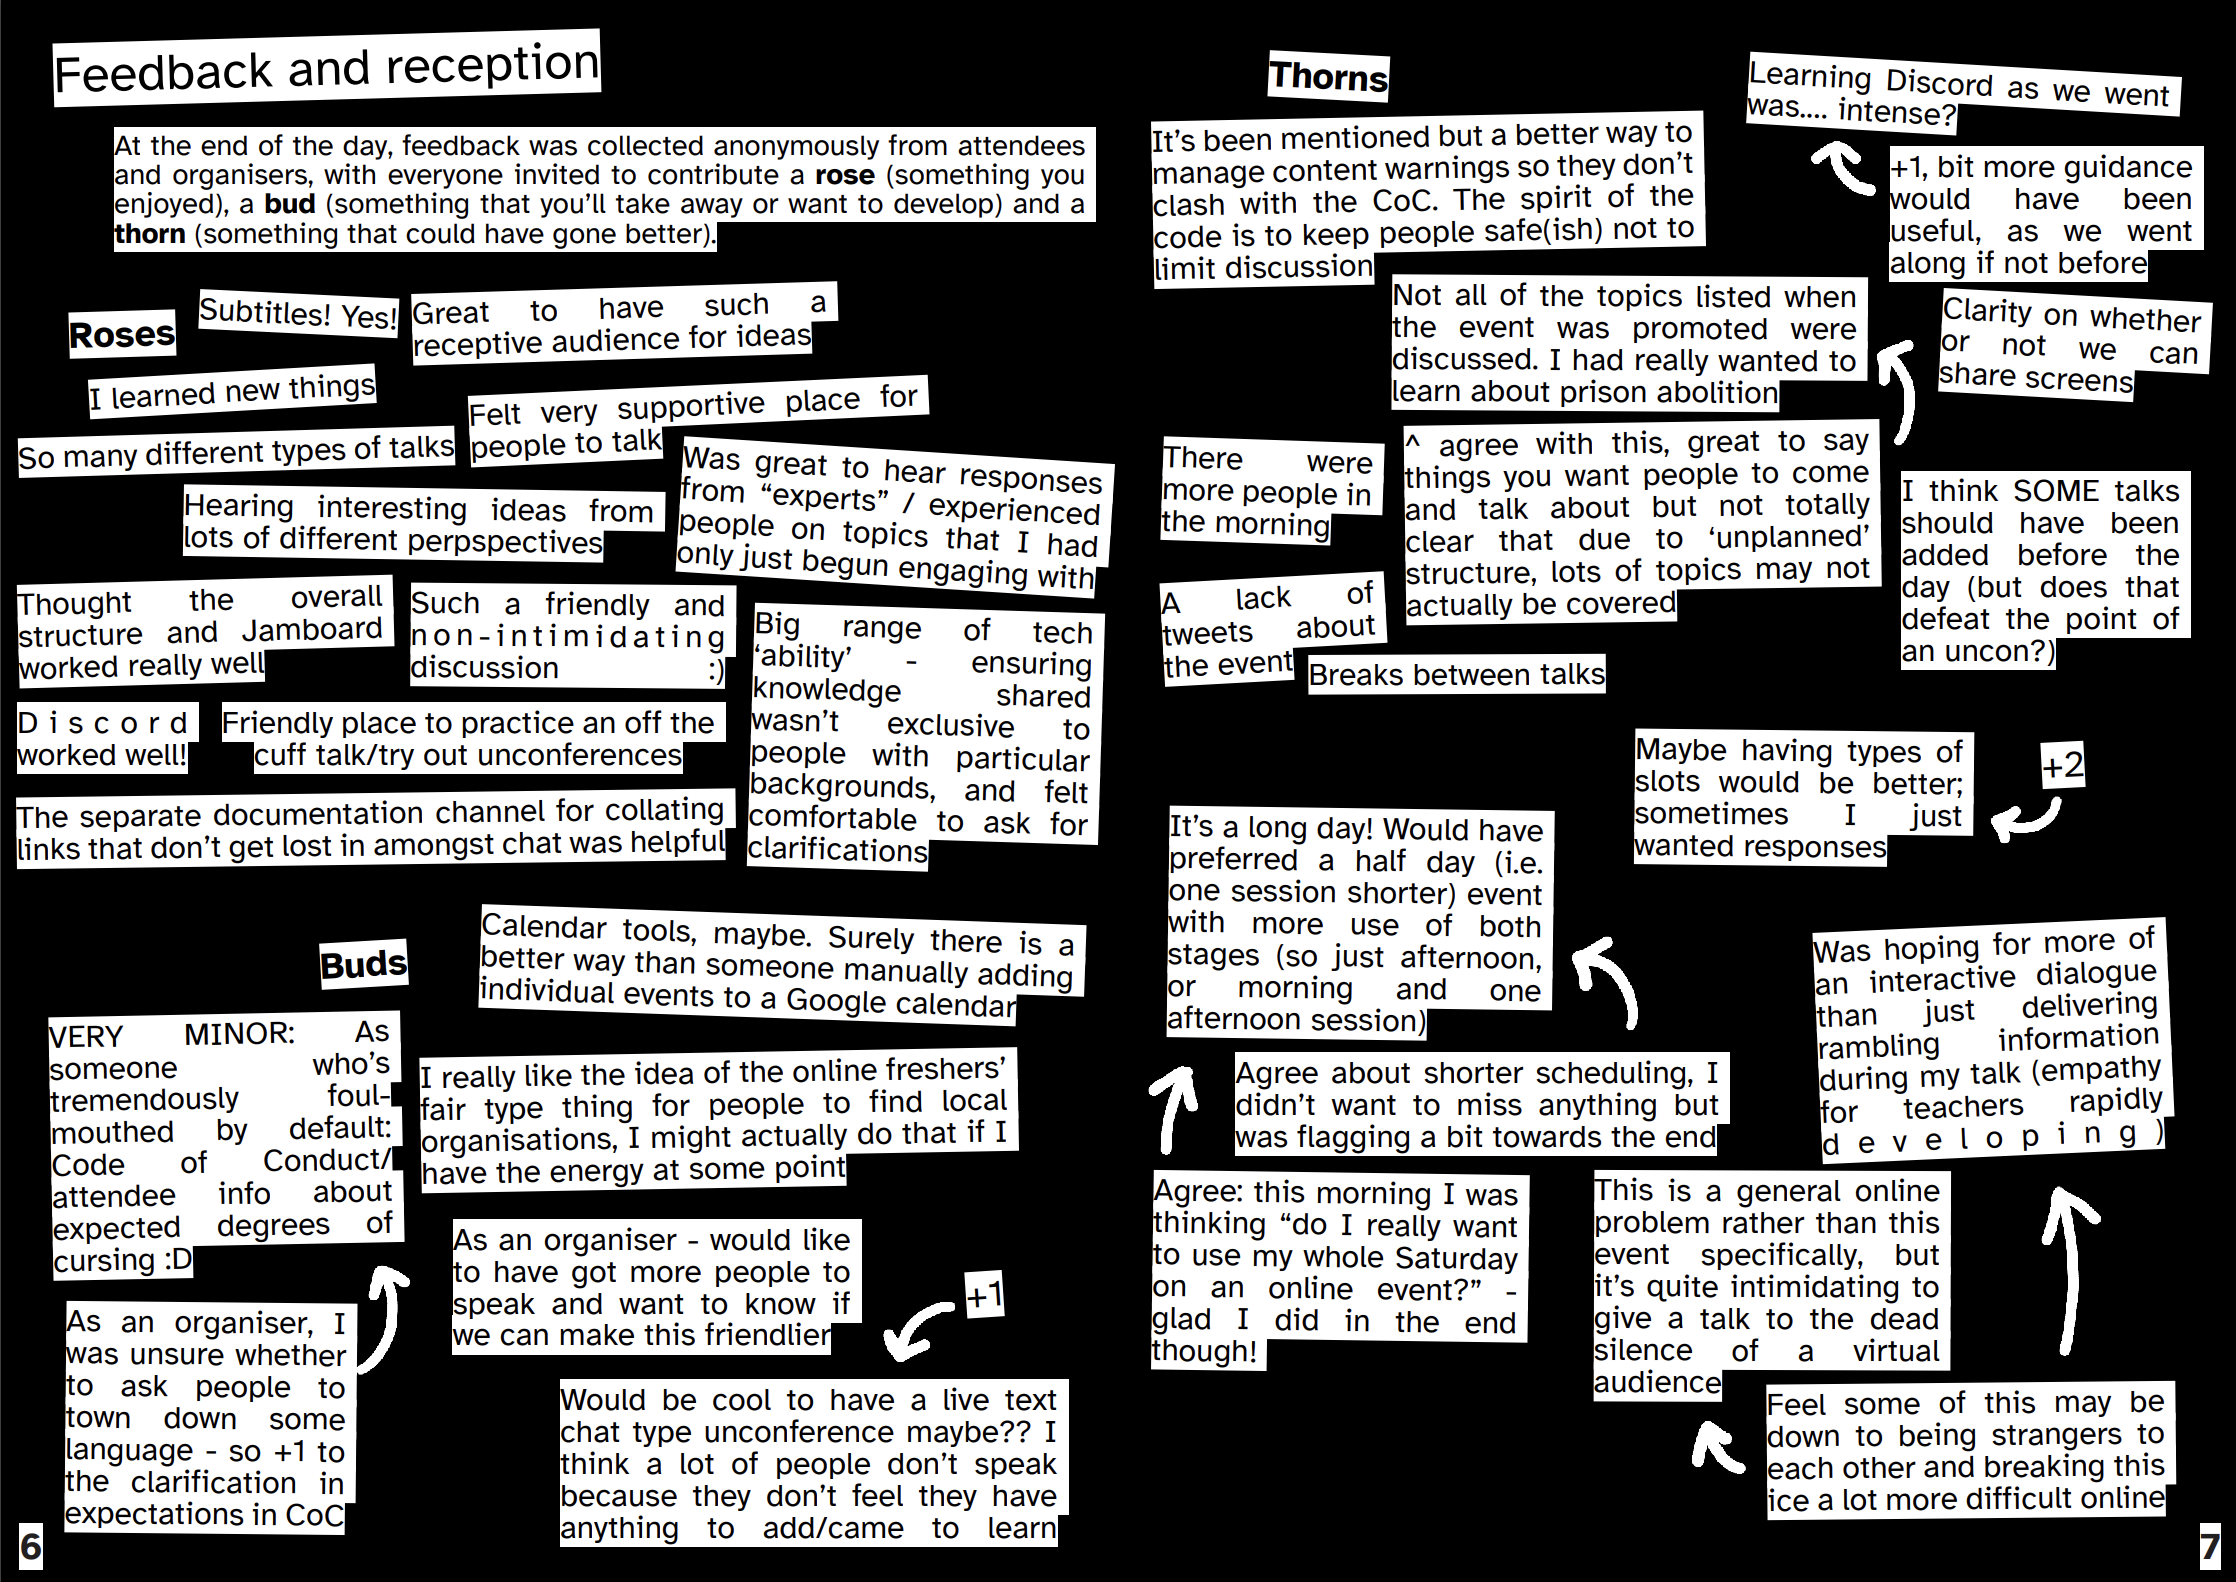 Feedback and reception
At the end of the day, feedback was collected anonymously from attendees
and organisers, with everyone invited to contribute a rose (something you
enjoyed), a bud (something that you'll take away or want to develop) and a
thorn (something that could have gone better).
Roses
Subtitles! Yes!
Great to have such a
receptive audience for ideas
I learned new things
Felt very supportive place for
people to talk
So many different types of talks
Was great to hear responses
from “experts” / experienced
people on topics that I had
only just begun engaging with
Hearing interesting ideas from
lots of different perpspectives
Thought the overall
structure and Jamboard
worked really well
Such a friendly and
non-intimidating
discussion :)
Big range of tech
‘ability’ - ensuring
knowledge shared
wasn’t exclusive to
people with particular
backgrounds, and felt
comfortable to ask for
clarifications
Discord
worked well!
Friendly place to practice an off the
cuff talk/try out unconferences
The separate documentation channel for collating
links that don’t get lost in amongst chat was helpful
Buds
Calendar tools, maybe. Surely there is a
better way than someone manually adding
individual events to a Google calendar
VERY MINOR: As
someone who’s
tremendously foul-
mouthed by default:
Code of Conduct/
attendee info about
expected degrees of
cursing :D
I really like the idea of the online freshers’
fair type thing for people to find local
organisations, I might actually do that if I
have the energy at some point
As an organiser - would like
to have got more people to
speak and want to know if
we can make this friendlier
+1
As an organiser, I
was unsure whether
to ask people to
town down some
language - so +1 to
the clarification in
expectations in CoC
Would be cool to have a live text
chat type unconference maybe?? I
think a lot of people don’t speak
because they don’t feel they have
anything to add/came to learn
6
Thorns
Learning Discord as we went
was.... intense?
It’s been mentioned but a better way to
manage content warnings so they don’t
clash with the CoC. The spirit of the
code is to keep people safe(ish) not to
limit discussion
+1, bit more guidance
would have been
useful, as we went
along if not before
Not all of the topics listed when
the event was promoted were
discussed. I had really wanted to
learn about prison abolition
Clarity on whether
or not we can
share screens
There were
more people in
the morning
^ agree with this, great to say
things you want people to come
and talk about but not totally
clear that due to ‘unplanned’
structure, lots of topics may not
actually be covered
I think SOME talks
should have been
added before the
day (but does that
defeat the point of
an uncon?)
A lack of
tweets about
the event
Breaks between talks
Maybe having types of
slots would be better;
sometimes I just
wanted responses
+2
It’s a long day! Would have
preferred a half day (i.e.
one session shorter) event
with more use of both
stages (so just afternoon,
or morning and one
afternoon session)
Was hoping for more of
an interactive dialogue
than just delivering
rambling information
during my talk (empathy
for teachers rapidly
developing)
Agree about shorter scheduling, I
didn’t want to miss anything but
was flagging a bit towards the end
Agree: this morning I was
thinking “do I really want
to use my whole Saturday
on an online event?” -
glad I did in the end
though!
This is a general online
problem rather than this
event specifically, but
it’s quite intimidating to
give a talk to the dead
silence of a virtual
audience
Feel some of this may be
down to being strangers to
each other and breaking this
ice a lot more difficult online
7